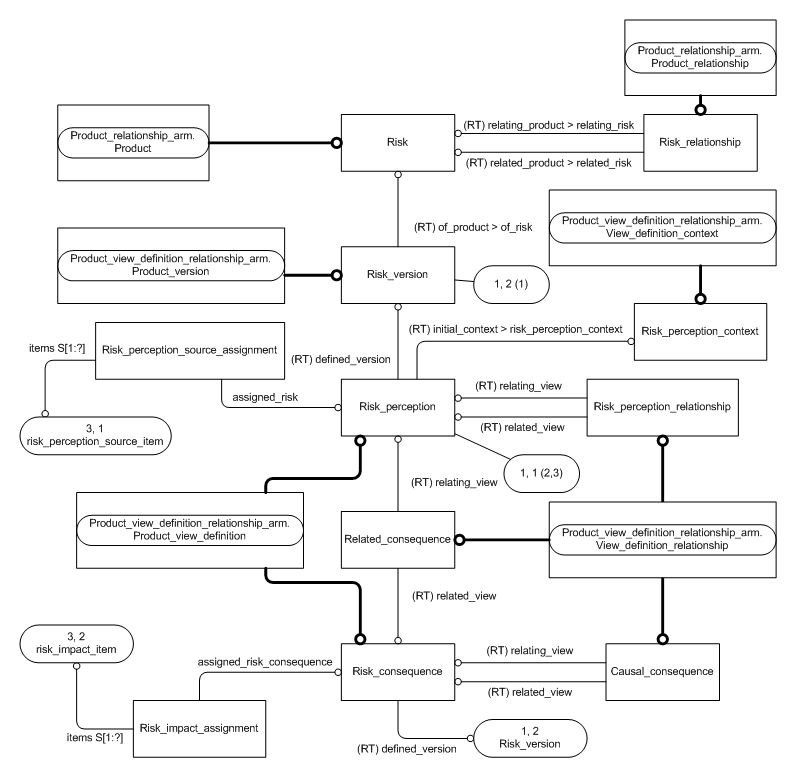 Product_relationship_arm.
Product_relationship
Product_relationship_arm.
Product
Risk
(RT) relating_product > relating_risk
(RT) related_product > related_risk
Risk_relationship
(RT) of_product > of_risk
Product_view_definition_relationship_arm.
View_definition_context
Product_view_definition_relationship_arm.
Product_version
Risk_version
1, 2 (1)
items S[1:?]
Risk_perception_source_assignment
(RT) defined_version
(RT) initial_context > risk_perception_context
Risk_perception_context
assigned_risk
Risk_perception
(RT) relating_view
(RT) related_view
Risk_perception_relationship
3, 1
risk_perception_source_item
1, 1 (2,3)
(RT) relating_view
Product_view_definition_relationship_arm.
Product_view_definition
Related_consequence
Product_view_definition_relationship_arm.
View_definition_relationship
(RT) related_view
3, 2
risk_impact_item
assigned_risk_consequence
Risk_consequence
(RT) relating_view
(RT) related_view
Causal_consequence
items S[1:?]
Risk_impact_assignment
(RT) defined_version
1, 2
Risk_version